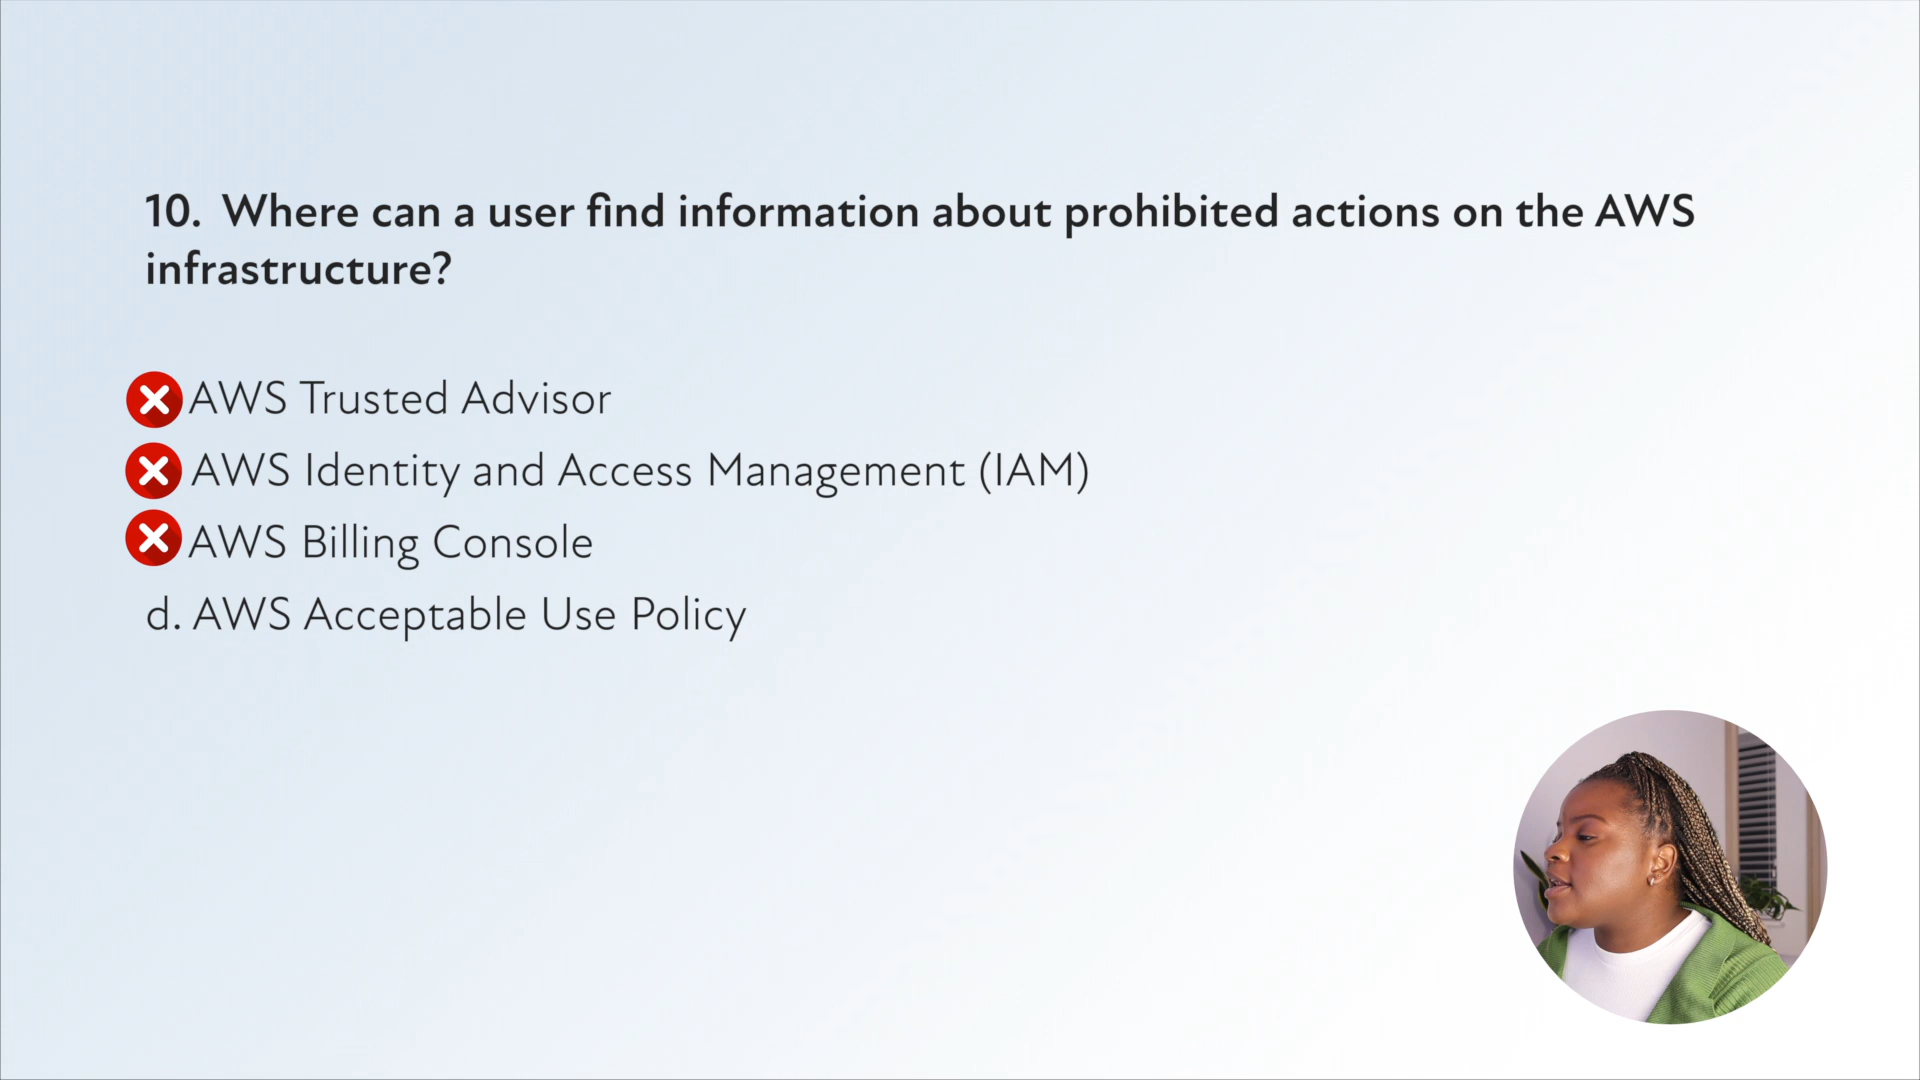 10. Where can a user find information about prohibited actions on the AWS
infrastructure?
AWS Trusted Advisor
AWS Identity and Access Management (IAM)
AWS Billing Console
d. AWS Acceptable Use Policy